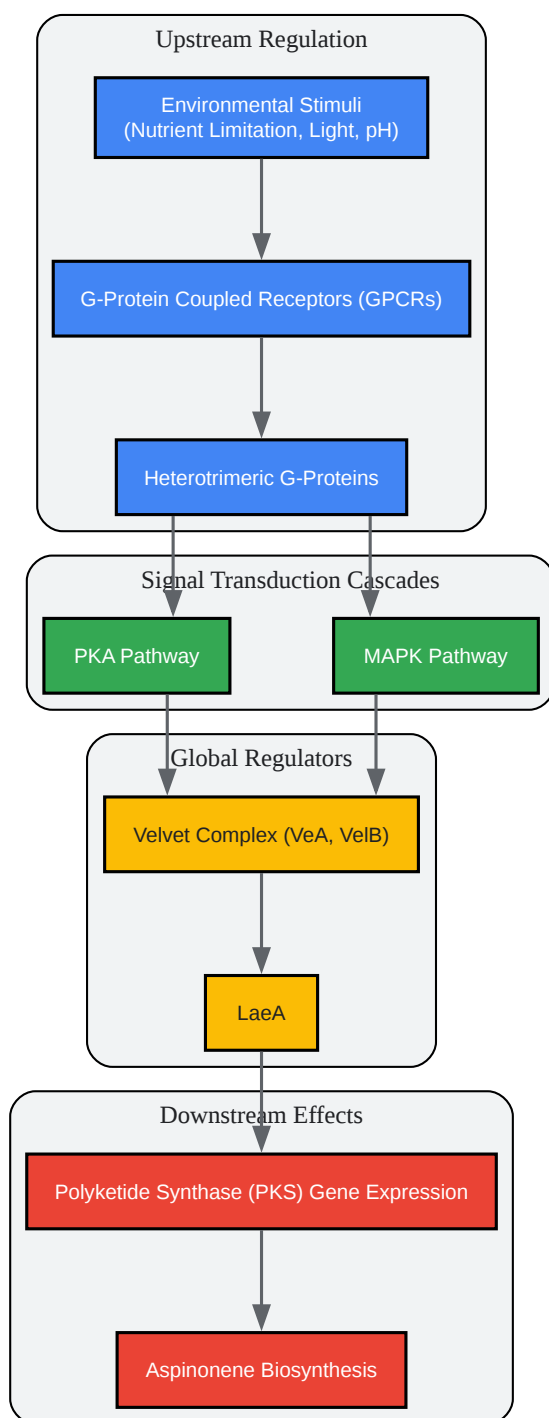 Upstream Regulation
Environmental Stimuli
(Nutrient Limitation, Light, pH)
G-Protein Coupled Receptors (GPCRs)
Heterotrimeric G-Proteins
Signal Transduction Cascades
PKA Pathway
MAPK Pathway
Global Regulators
Velvet Complex (VeA, VelB)
LaeA
Downstream Effects
Polyketide Synthase (PKS) Gene Expression
Aspinonene Biosynthesis